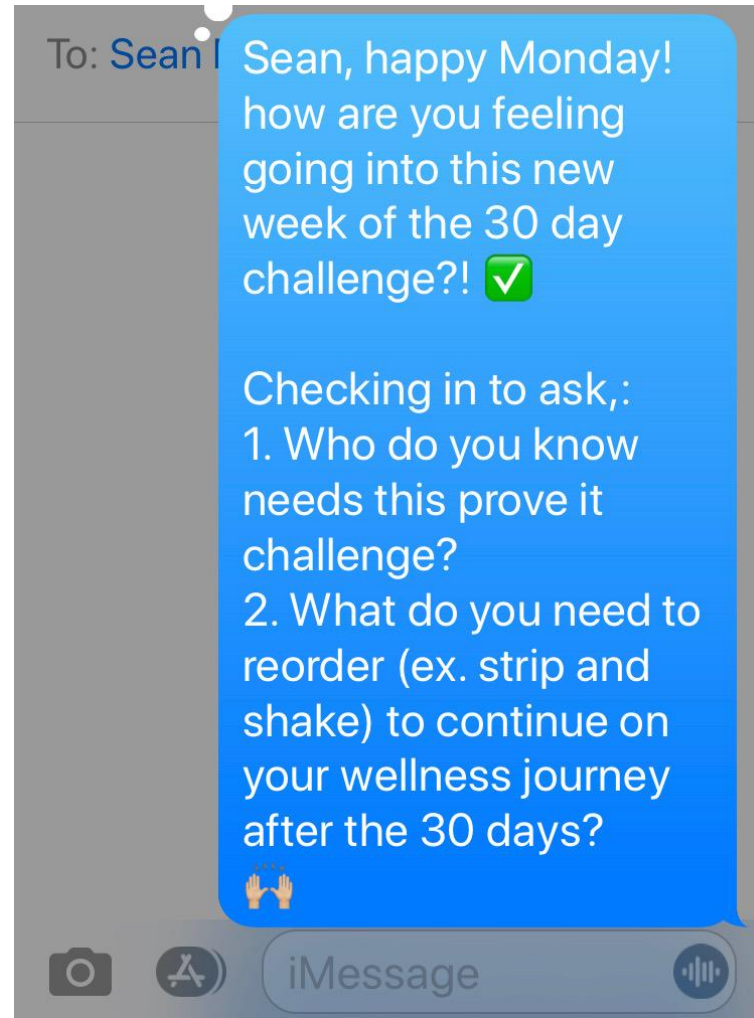 To: Sean
Sean, happy Monday!
how are you feeling
going into this new
week of the 30 day
challenge?! ✅
Checking in to ask,:
1. Who do you know
needs this prove it
challenge?
2. What do you need to
reorder (ex. strip and
shake) to continue on
your wellness journey
after the 30 days?
🙌🏼
iMessage